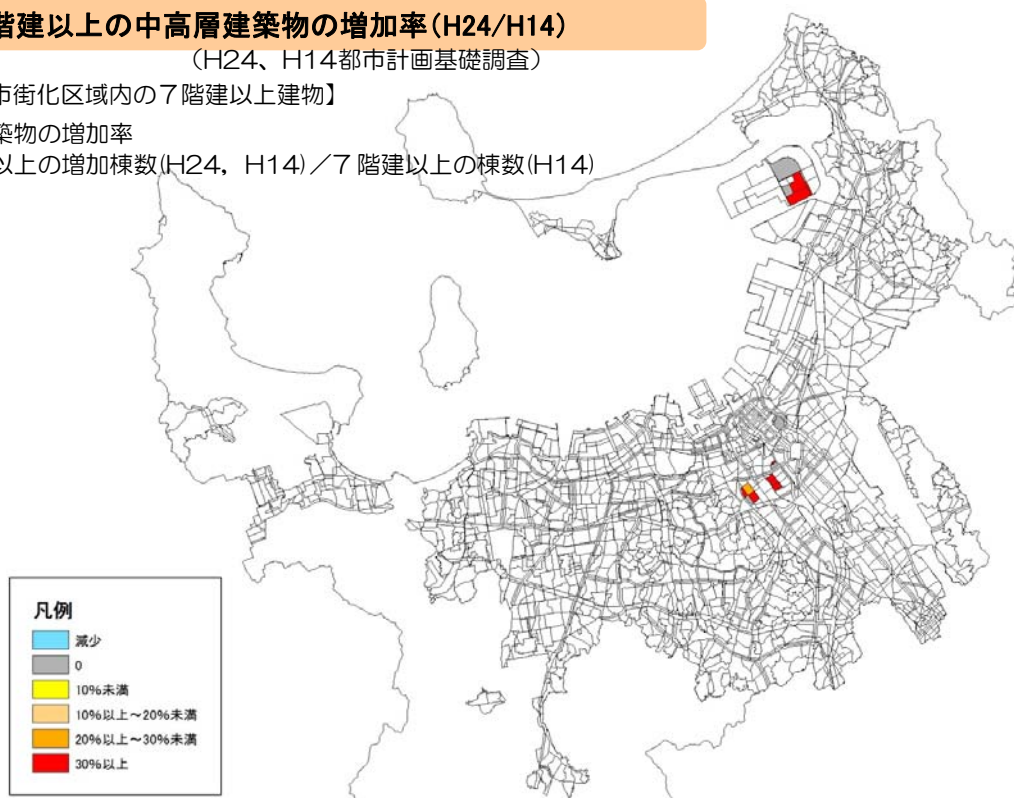 階建以上の中高層建築物の増加率(H24/H14)
（H24、H14都市計画基礎調査）
市街化区域内の７階建以上建物】
築物の増加率
以上の増加棟数(H24，H14)／７階建以上の棟数(H14)
凡例
減少
0
10%未満
10%以上～20%未満
20%以上～30%未満
30%以上